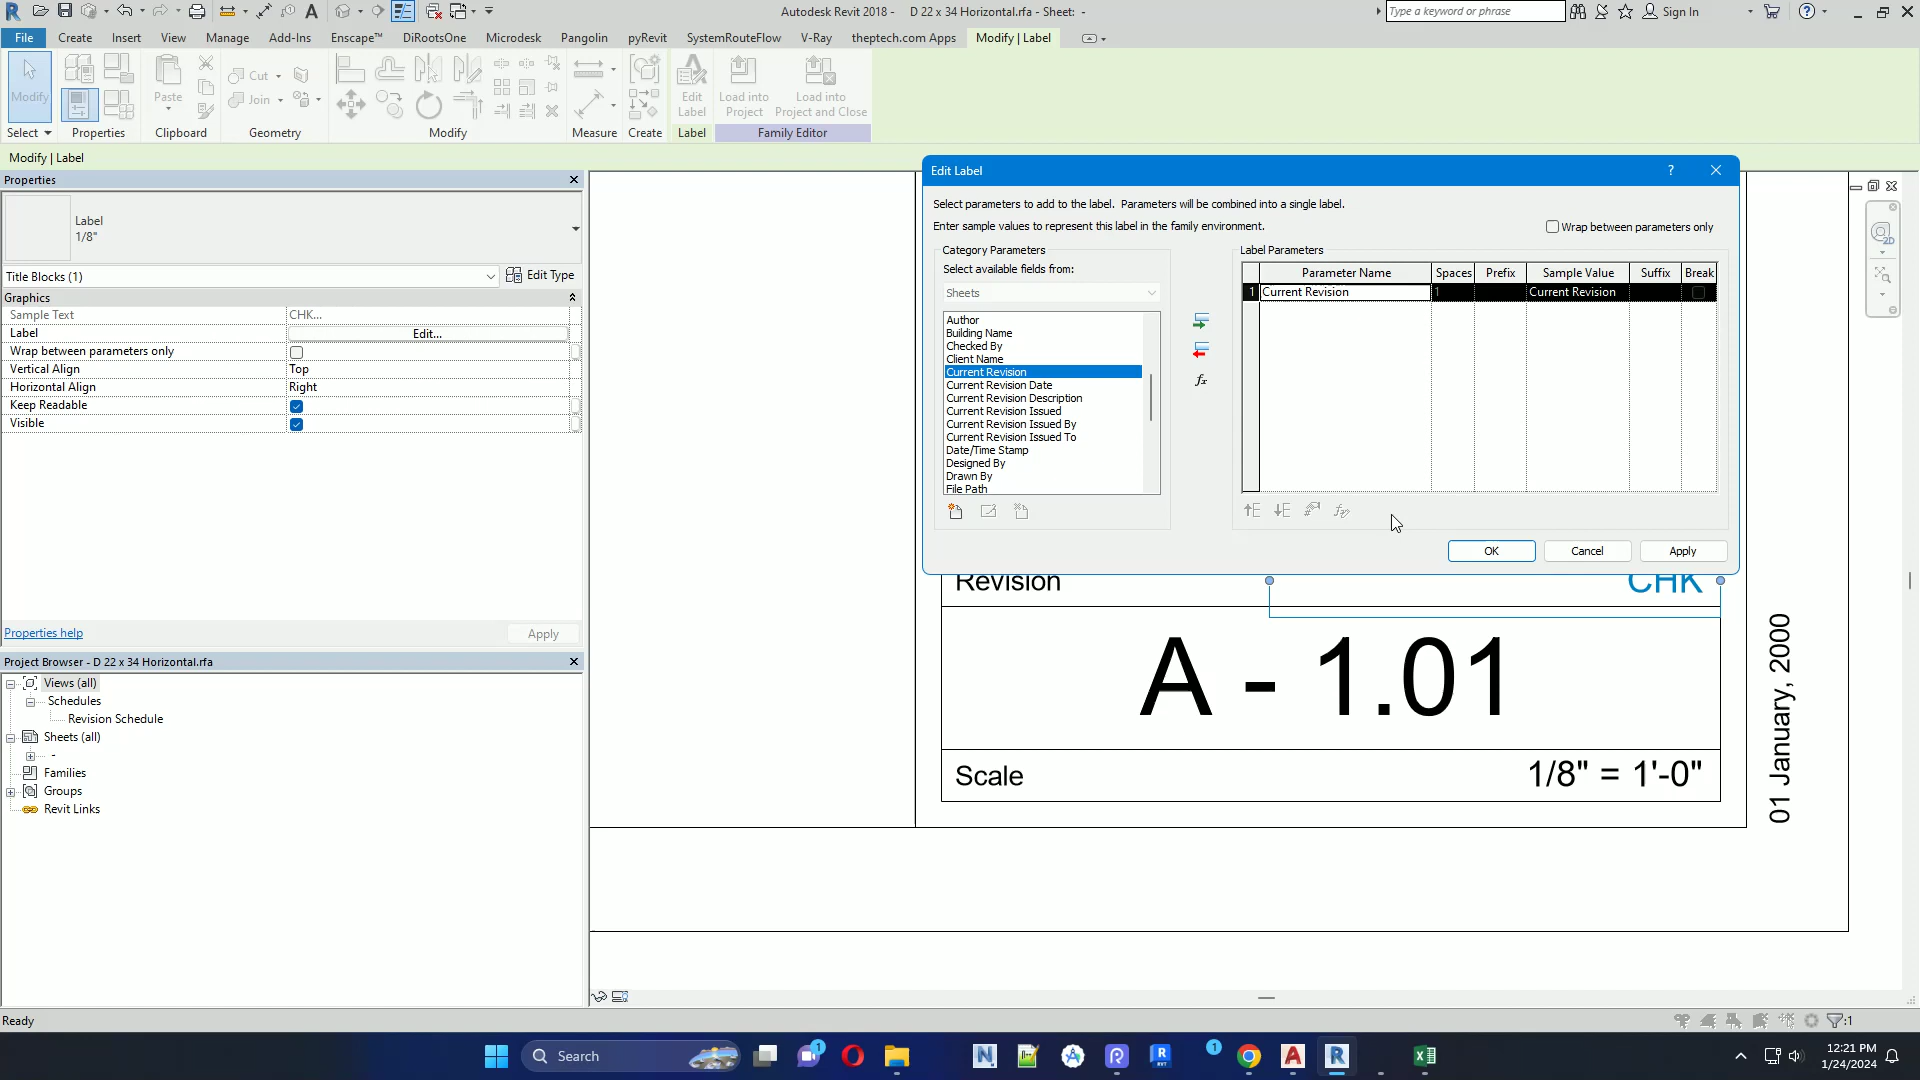 Autodesk Revit 2018 - D 22 x 34 Horizontal.rfa - Sheet: -
Type a keyword or phrase
Sign In
File Create Insert View Manage Add-Ins Enscape™ DiRootsOne Microdesk Pangolin pyRevit SystemRouteFlow V-Ray theptech.com Apps Modify | Label
Modify
Paste
Cut
Join
Edit Label
Load into Project
Load into Project and Close
Select Properties Clipboard Geometry Modify Measure Create Label Family Editor
Modify | Label
Properties
Label
1/8"
Title Blocks (1)
Edit Type
Graphics
Sample Text CHK...
Label Edit...
Wrap between parameters only
Vertical Align Top
Horizontal Align Right
Keep Readable
Visible
Properties help
Apply
Project Browser - D 22 x 34 Horizontal.rfa
Views (all)
Schedules
Revision Schedule
Sheets (all)
-
Families
Groups
Revit Links
Edit Label
Select parameters to add to the label. Parameters will be combined into a single label.
Enter sample values to represent this label in the family environment.
Wrap between parameters only
Category Parameters
Select available fields from:
Sheets
Author
Building Name
Checked By
Client Name
Current Revision
Current Revision Date
Current Revision Description
Current Revision Issued
Current Revision Issued By
Current Revision Issued To
Date/Time Stamp
Designed By
Drawn By
File Path
Label Parameters
Parameter Name Spaces Prefix Sample Value Suffix Break
1 Current Revision 1 Current Revision
OK Cancel Apply
Revision CHK
A - 1.01
Scale 1/8" = 1'-0"
01 January, 2000
2D
Ready
:1
Search
1
1
12:21 PM
1/24/2024